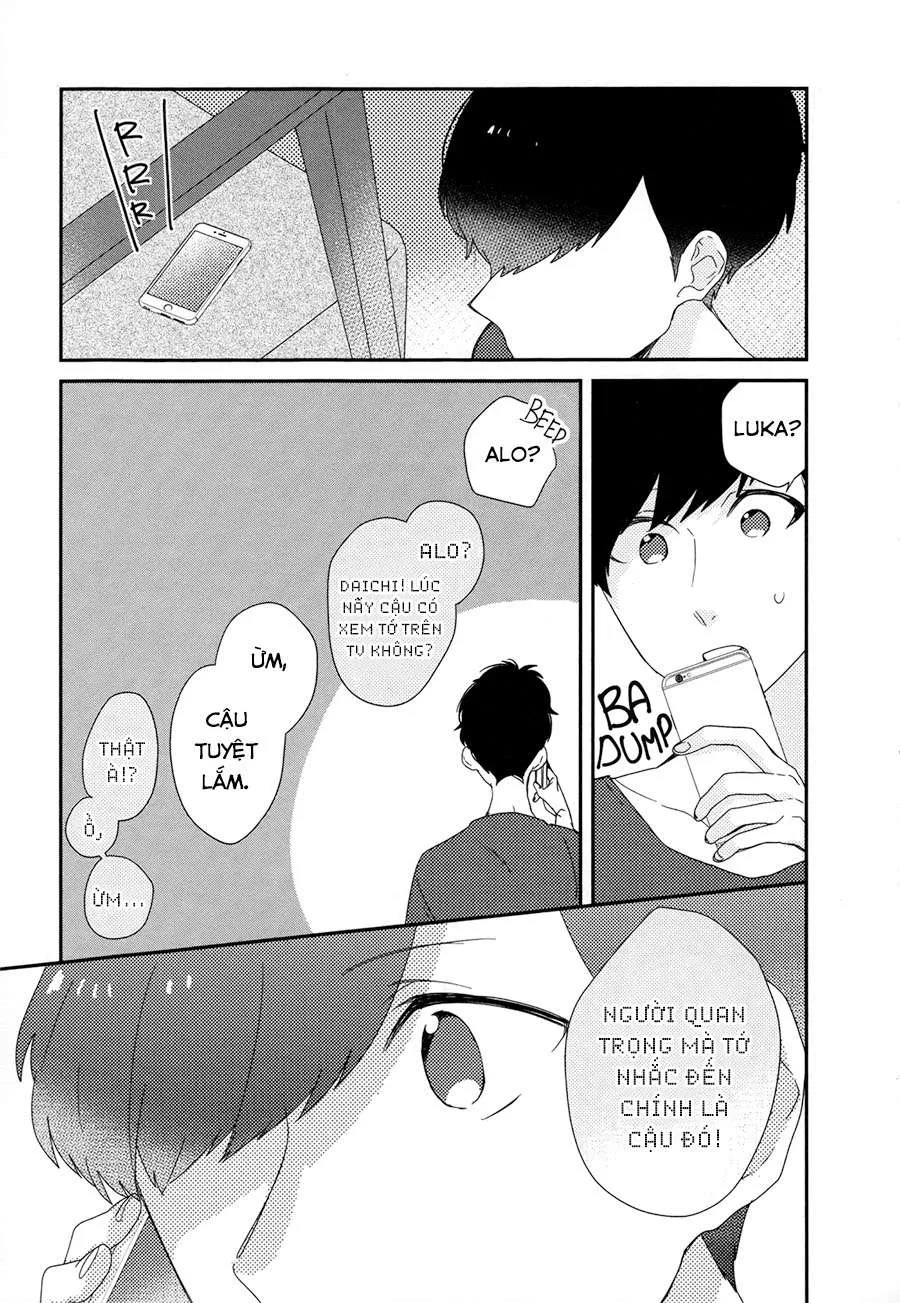 R
R
R
LUKA?
BA
DUMP
BEEP
ALO?
ALO?
DAICHI! LÚC
NÃY CẬU CÓ
XEM TỚ TRÊN
TV KHÔNG?
ỪM,
CẬU
TUYỆT
LẮM.
THẬT
À!?
Ồ,
ỪM...
NGƯỜI QUAN
TRỌNG MÀ TỚ
NHẮC ĐẾN
CHÍNH LÀ
CẬU ĐÓ!